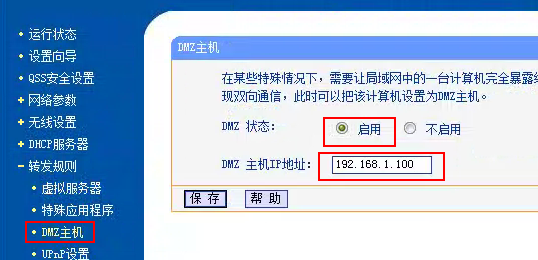 运行状态
设置向导
QSS安全设置
网络参数
无线设置
DHCP服务器
转发规则
虚拟服务器
特殊应用程序
DMZ主机
UPnP设置
DMZ主机
在某些特殊情况下，需要让局域网中的一台计算机完全暴露
现双向通信，此时可以把该计算机设置为DMZ主机。
DMZ 状态： 启用 不启用
DMZ 主机IP地址： 192.168.1.100
保 存 帮 助